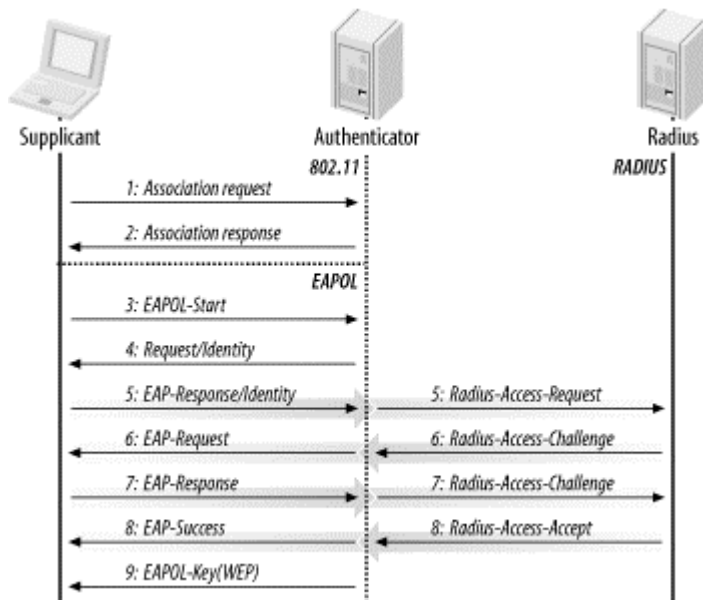 Supplicant Authenticator Radius
802.11 RADIUS
1: Association request
2: Association response
EAPOL
3: EAPOL-Start
4: Request/Identity
5: EAP-Response/Identity 5: Radius-Access-Request
6: EAP-Request 6: Radius-Access-Challenge
7: EAP-Response 7: Radius-Access-Challenge
8: EAP-Success 8: Radius-Access-Accept
9: EAPOL-Key(WEP)